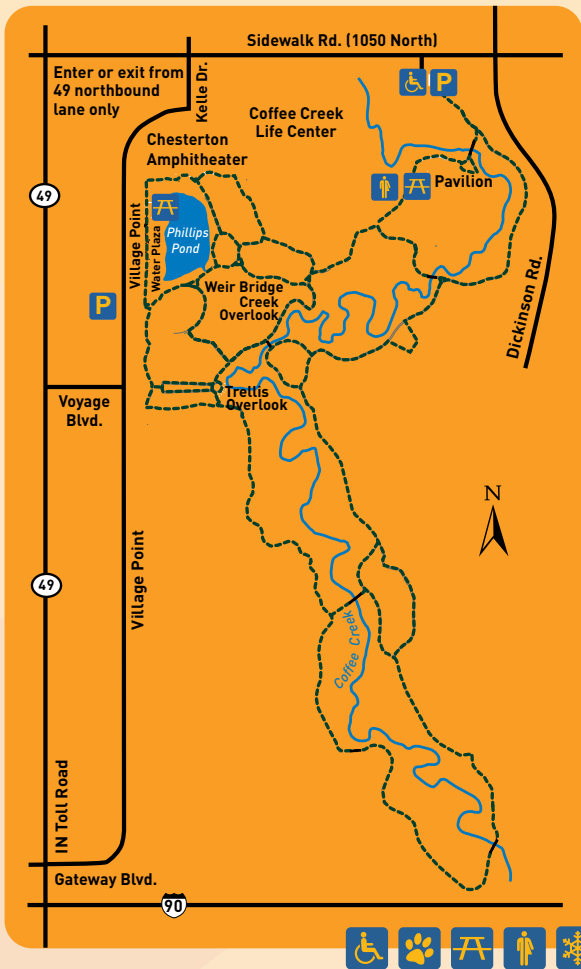 Sidewalk Rd. (1050 North)
Enter or exit from
49 northbound
lane only
Kelle Dr.
Coffee Creek
Life Center
P
Chesterton
Amphitheater
49
Pavilion
Village Point
Water Plaza
Phillips
Pond
P
Weir Bridge
Creek
Overlook
Dickinson Rd.
Voyage
Blvd.
Trettis
Overlook
N
49
Village Point
Coffee Creek
IN Toll Road
Gateway Blvd.
90